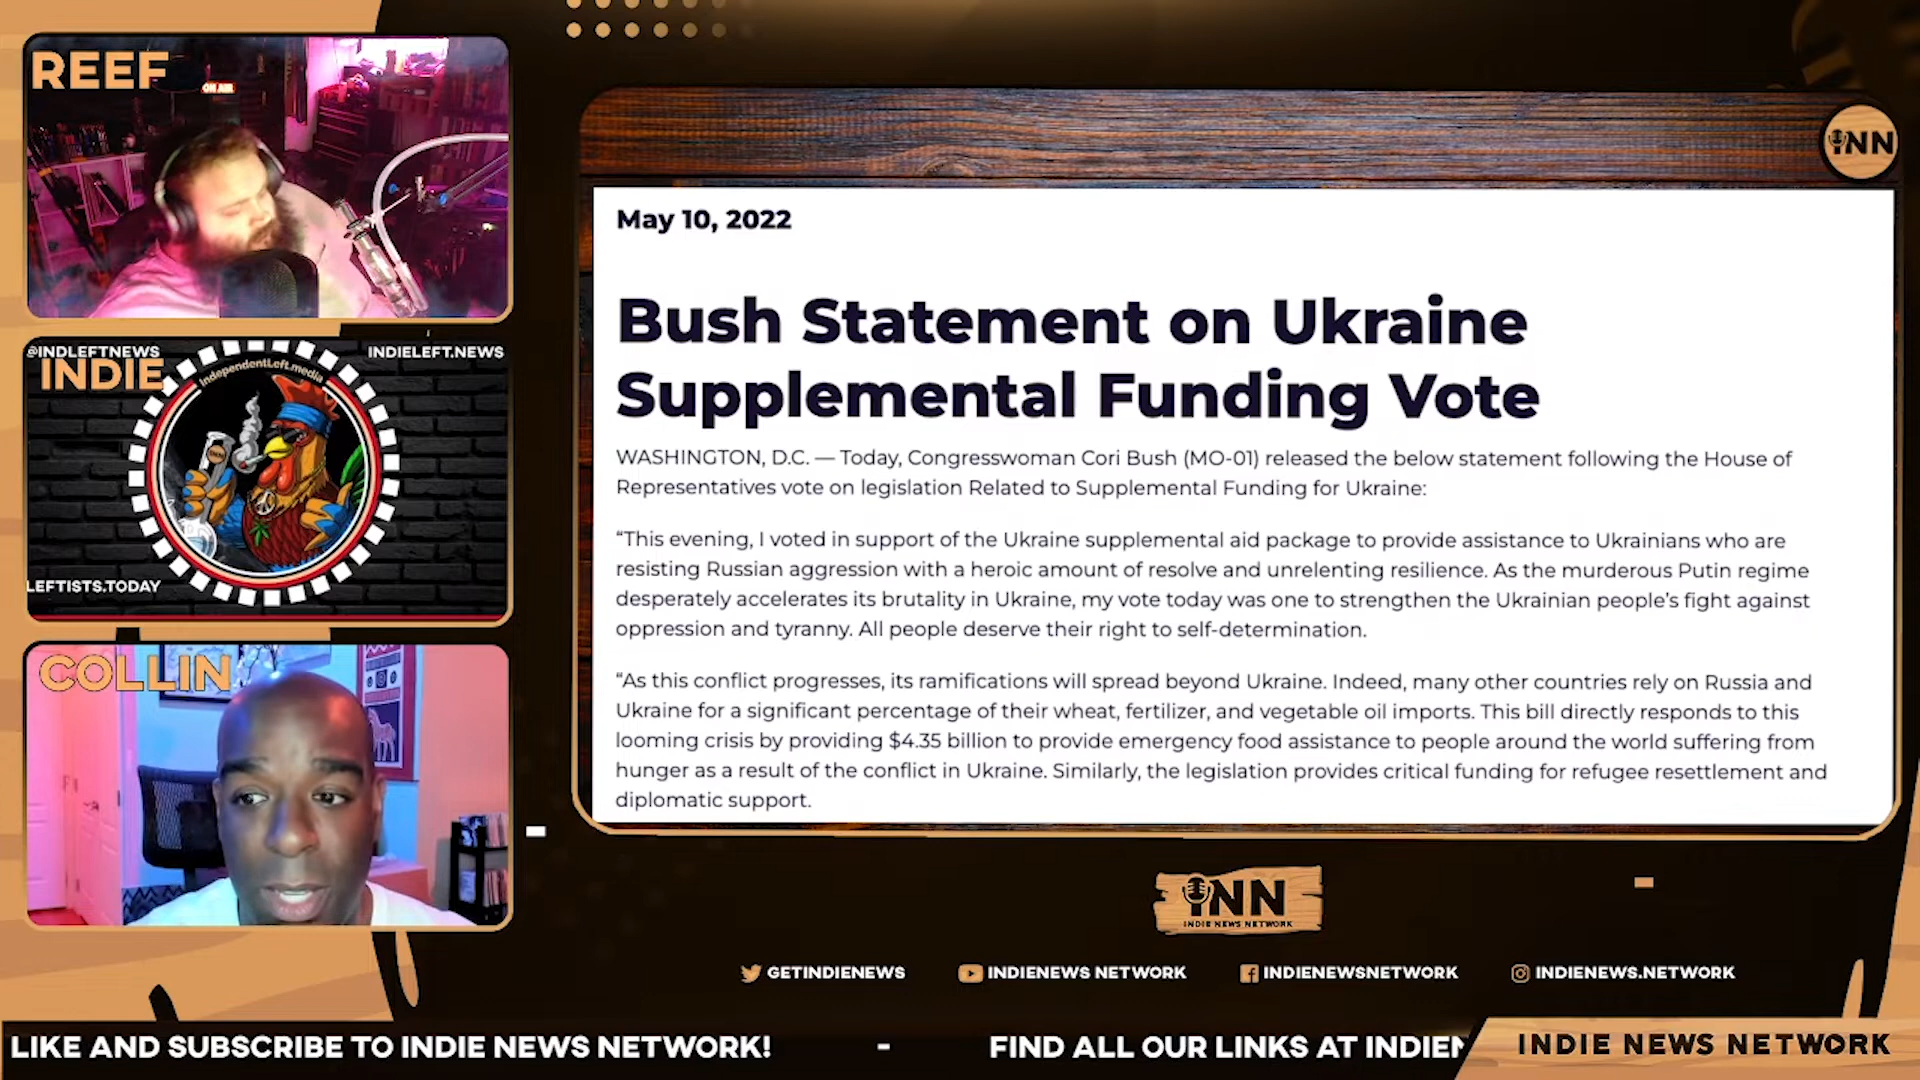 REEF
ON AIR
@INDLEFTNEWS
INDIELEFT.NEWS
INDIE
IndependentLeft.media
INN
LEFTISTS.TODAY
COLLIN
INN
May 10, 2022
Bush Statement on Ukraine
Supplemental Funding Vote
WASHINGTON, D.C. — Today, Congresswoman Cori Bush (MO-01) released the below statement following the House of
Representatives vote on legislation Related to Supplemental Funding for Ukraine:
“This evening, I voted in support of the Ukraine supplemental aid package to provide assistance to Ukrainians who are
resisting Russian aggression with a heroic amount of resolve and unrelenting resilience. As the murderous Putin regime
desperately accelerates its brutality in Ukraine, my vote today was one to strengthen the Ukrainian people’s fight against
oppression and tyranny. All people deserve their right to self-determination.
“As this conflict progresses, its ramifications will spread beyond Ukraine. Indeed, many other countries rely on Russia and
Ukraine for a significant percentage of their wheat, fertilizer, and vegetable oil imports. This bill directly responds to this
looming crisis by providing $4.35 billion to provide emergency food assistance to people around the world suffering from
hunger as a result of the conflict in Ukraine. Similarly, the legislation provides critical funding for refugee resettlement and
diplomatic support.
INN
INDIE NEWS NETWORK
GETINDIENEWS
INDIENEWS NETWORK
INDIENEWSNETWORK
INDIENEWS.NETWORK
LIKE AND SUBSCRIBE TO INDIE NEWS NETWORK! - FIND ALL OUR LINKS AT INDIEN
INDIE NEWS NETWORK